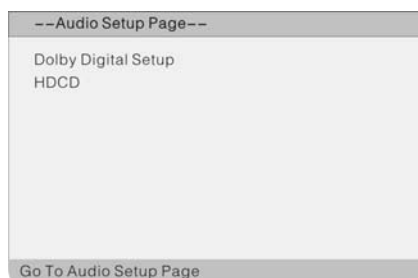 --Audio Setup Page--
Dolby Digital Setup
HDCD
Go To Audio Setup Page